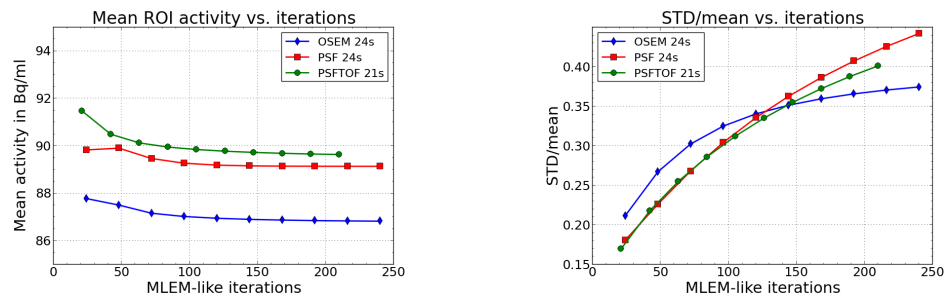 Mean ROI activity vs. iterations
94
92
90
88
86
Mean activity in Bq/ml
OSEM 24s
PSF 24s
PSFTOF 21s
0 50 100 150 200 250
MLEM-like iterations
STD/mean vs. iterations
0.40
0.35
0.30
0.25
0.20
0.15
STD/mean
OSEM 24s
PSF 24s
PSFTOF 21s
0 50 100 150 200 250
MLEM-like iterations